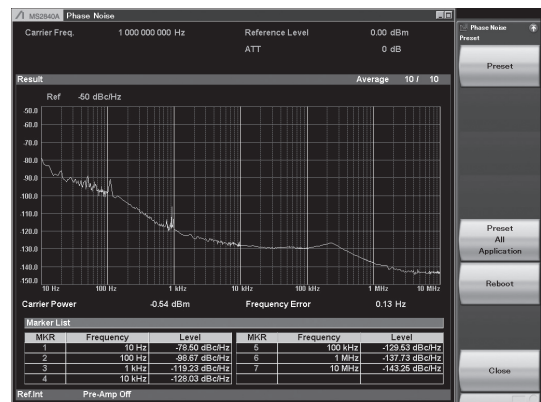 MS2840A Phase Noise
Carrier Freq. 1 000 000 000 Hz Reference Level 0.00 dBm
ATT 0 dB
Result Average 10 / 10
Ref -50 dBc/Hz
-50.0
-60.0
-70.0
-80.0
-90.0
-100.0
-110.0
-120.0
-130.0
-140.0
-150.0
10 Hz 100 Hz 1 kHz 10 kHz 100 kHz 1 MHz 10 MHz
Carrier Power -0.54 dBm Frequency Error 0.13 Hz
Marker List
MKR Frequency Level MKR Frequency Level
1 10 Hz -78.50 dBc/Hz 5 100 kHz -129.53 dBc/Hz
2 100 Hz -98.67 dBc/Hz 6 1 MHz -137.73 dBc/Hz
3 1 kHz -119.23 dBc/Hz 7 10 MHz -143.25 dBc/Hz
4 10 kHz -128.03 dBc/Hz
Ref.Int Pre-Amp Off
Phase Noise
Preset
Preset
Preset
All
Application
Reboot
Close